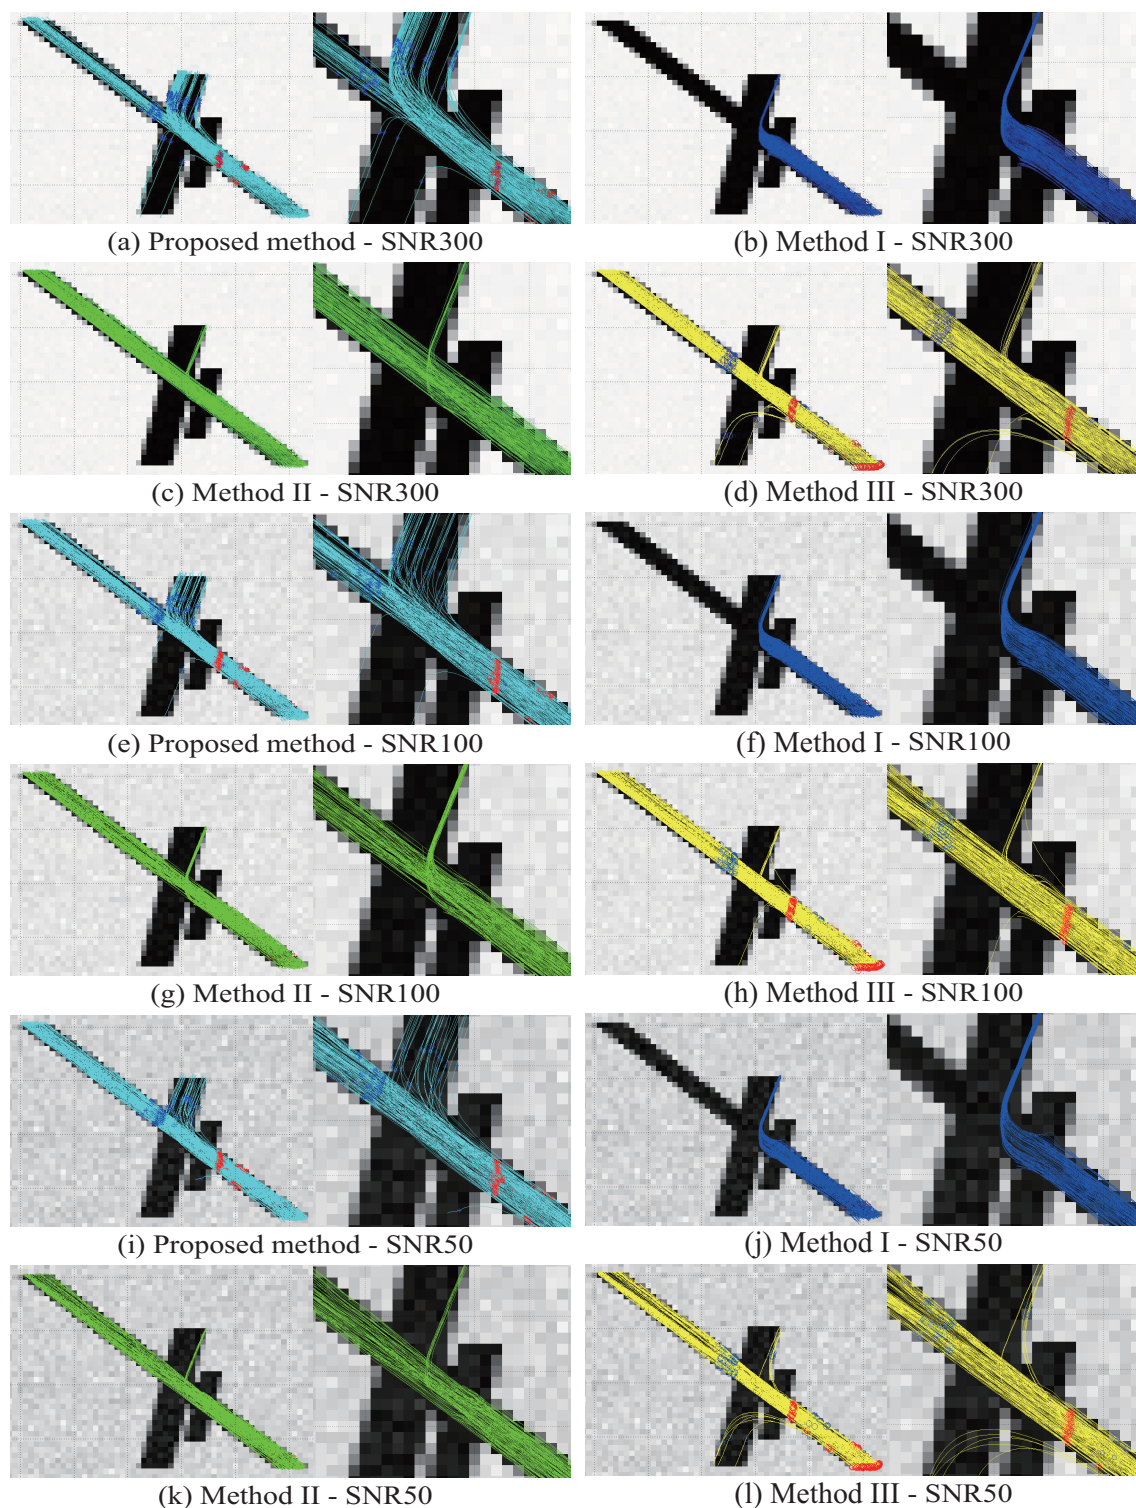 (a) Proposed method - SNR300
(b) Method I - SNR300
(c) Method II - SNR300
(d) Method III - SNR300
(e) Proposed method - SNR100
(f) Method I - SNR100
(g) Method II - SNR100
(h) Method III - SNR100
(i) Proposed method - SNR50
(j) Method I - SNR50
(k) Method II - SNR50
(l) Method III - SNR50